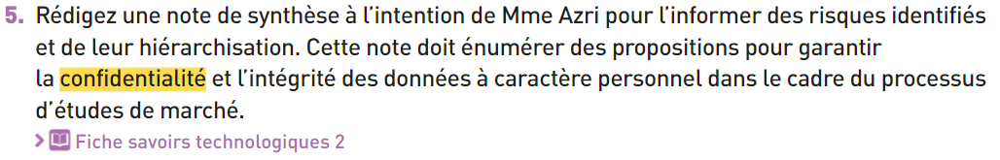 5. Rédigez une note de synthèse à l’intention de Mme Azri pour l’informer des risques identifiés
et de leur hiérarchisation. Cette note doit énumérer des propositions pour garantir
la confidentialité et l’intégrité des données à caractère personnel dans le cadre du processus
d’études de marché.
> Fiche savoirs technologiques 2